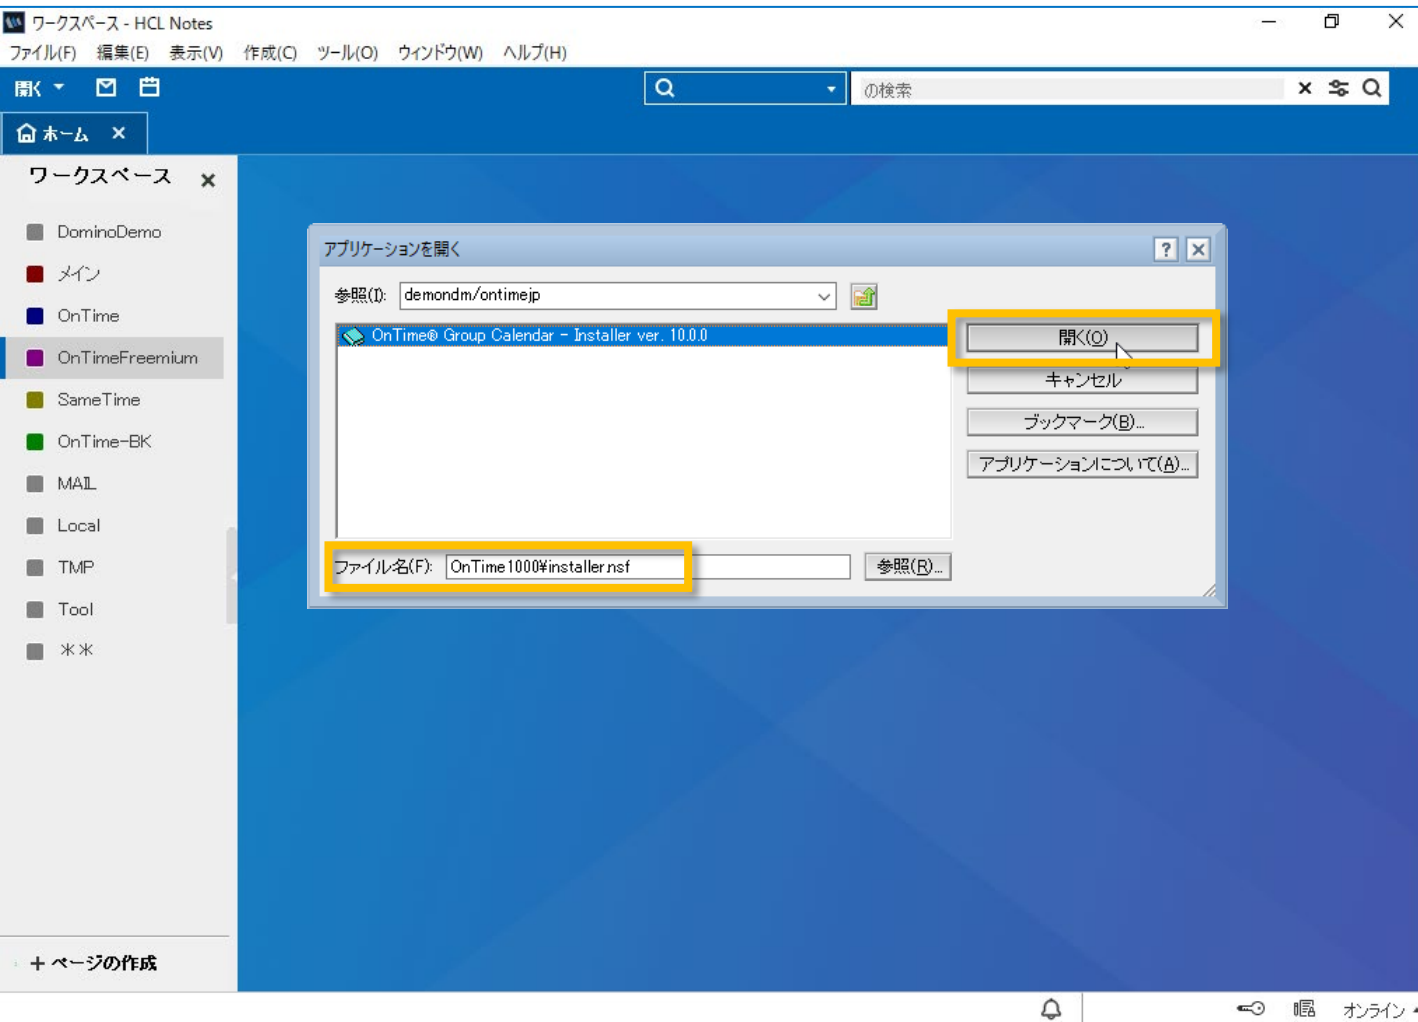 ワークスペース - HCL Notes
ファイル(F) 編集(E) 表示(V) 作成(C) ツール(O) ウィンドウ(W) ヘルプ(H)
開く
の検索
ホーム
ワークスペース
DominoDemo
メイン
OnTime
OnTimeFreemium
SameTime
OnTime-BK
MAIL
Local
TMP
Tool
**
ページの作成
アプリケーションを開く
参照(I): demondm/ontimejp
OnTime® Group Calendar - Installer ver. 10.0.0
開く(O)
キャンセル
ブックマーク(B)...
アプリケーションについて(A)...
ファイル名(F): OnTime1000¥installer.nsf 参照(R)...
オンライン